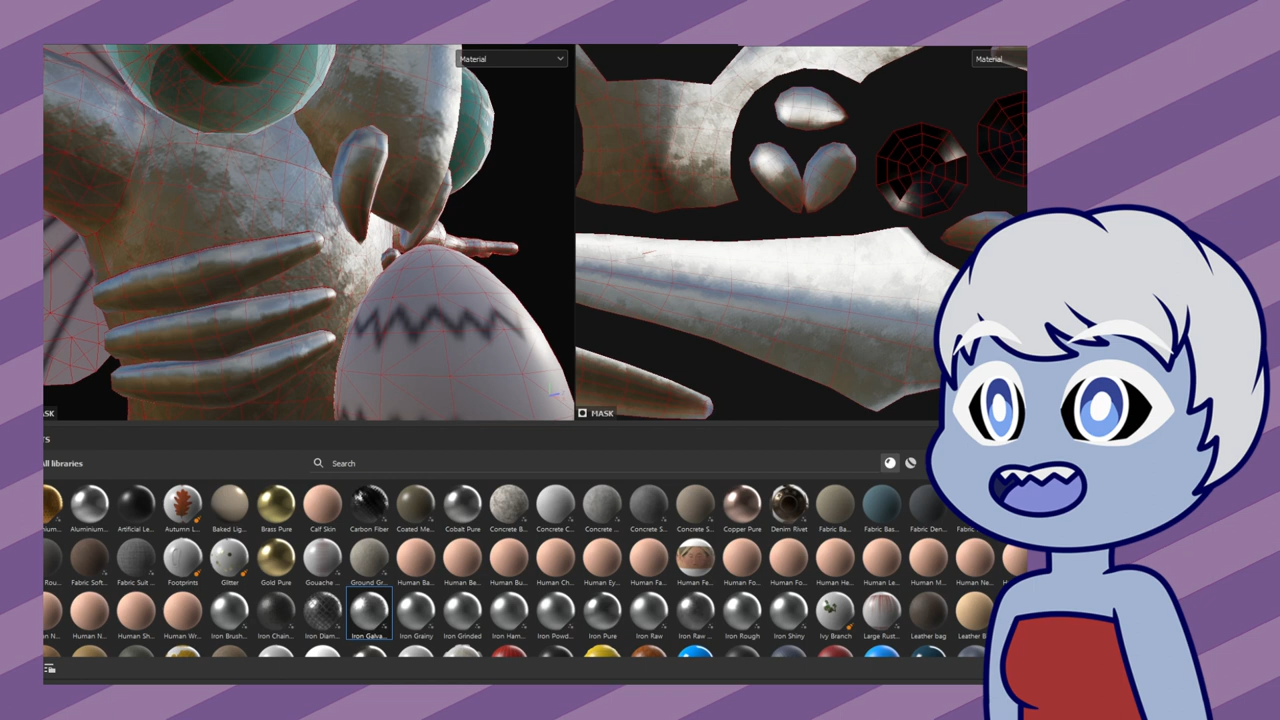 Material
Material
SK
MASK
TS
All libraries
Search
Aluminium... Artificial Le... Autumn L... Baked Lig... Brass Pure Calf Skin Carbon Fiber Coated Me... Cobalt Pure Concrete B... Concrete C... Concrete ... Concrete S... Concrete S... Copper Pure Denim Rivet Fabric Ba... Fabric Bas... Fabric Den...
Rou... Fabric Soft... Fabric Suit ... Footprints Glitter Gold Pure Gouache ... Ground Gr... Human Ba... Human Be... Human Bu... Human Ch... Human Ey... Human Fa... Human Fe... Human Fo... Human Fo... Human He... Human Le... Human M... Human Ne...
Human N... Human Sh... Human Wr... Iron Brush... Iron Chain... Iron Diam... Iron Galva... Iron Grainy Iron Grinded Iron Ham... Iron Powd... Iron Pure Iron Raw Iron Raw ... Iron Rough Iron Shiny Ivy Branch Large Rust... Leather bag Leather B